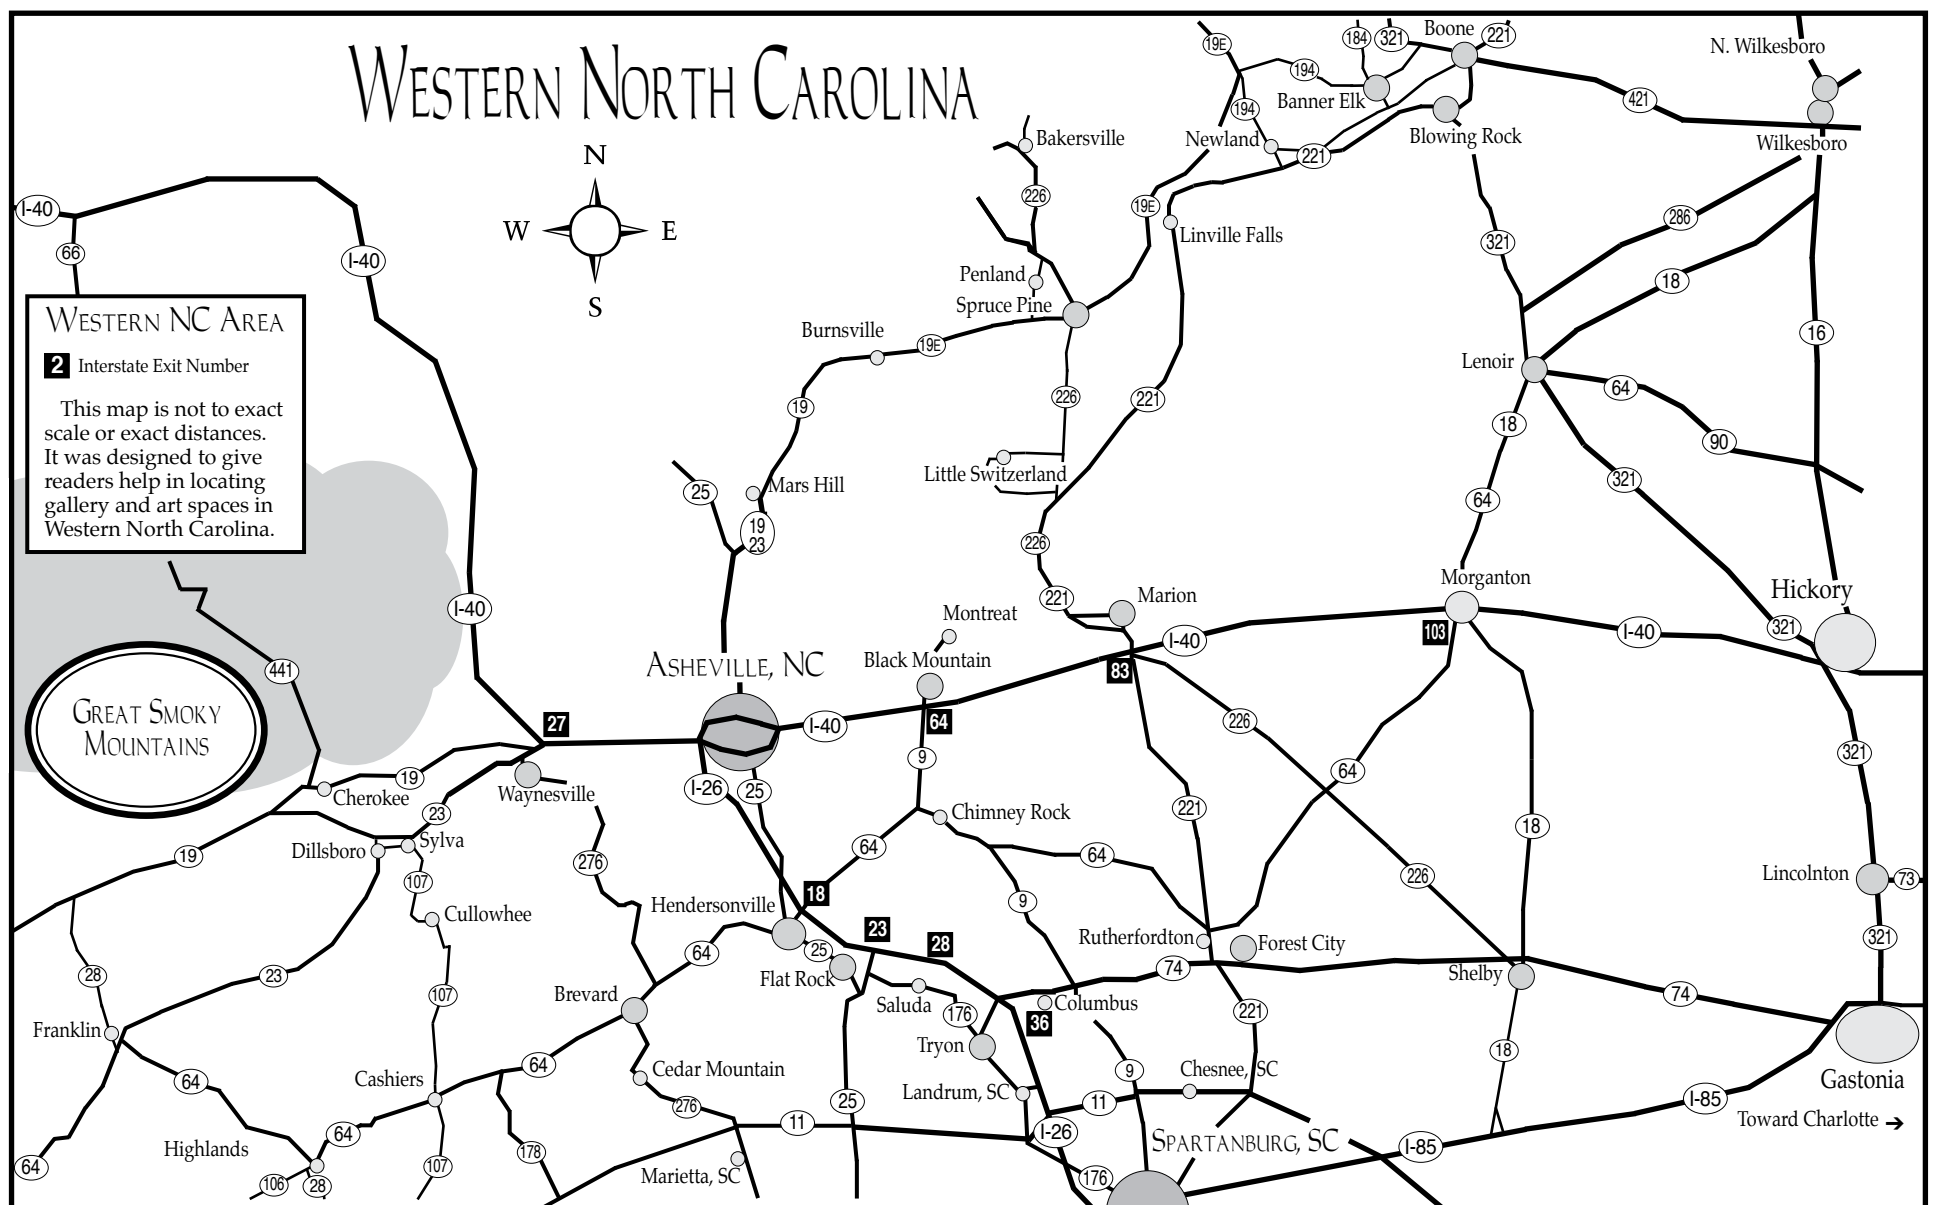 WESTERN NORTH CAROLINA
N
W
E
S
WESTERN NC AREA
2 Interstate Exit Number
This map is not to exact
scale or exact distances.
It was designed to give
readers help in locating
gallery and art spaces in
Western North Carolina.
GREAT SMOKY
MOUNTAINS
19E
184
321
Boone
221
N. Wilkesboro
194
Banner Elk
421
194
Newland
221
Blowing Rock
Wilkesboro
Bakersville
I-40
66
I-40
226
19E
Linville Falls
321
286
18
16
Penland
Spruce Pine
Burnsville
19E
19
226
221
Lenoir
64
18
90
321
64
Little Switzerland
25
Mars Hill
19
23
226
221
Marion
Morganton
Hickory
I-40
Montreat
Black Mountain
I-40
103
I-40
321
441
ASHEVILLE, NC
83
27
I-40
64
226
321
9
64
19
Cherokee
Waynesville
I-26
25
23
Chimney Rock
221
18
Sylva
Dillsboro
19
276
64
64
226
Lincolnton
73
107
Hendersonville
18
9
Cullowhee
23
28
Rutherfordton
Forest City
321
64
25
Flat Rock
74
Shelby
28
23
107
Brevard
Saluda
176
Columbus
36
221
74
Franklin
Tryon
18
Gastonia
64
Cashiers
64
Cedar Mountain
Landrum, SC
9
Chesnee, SC
276
25
11
I-85
Toward Charlotte →
Highlands
64
178
11
I-26
SPARTANBURG, SC
I-85
64
106
28
107
Marietta, SC
176